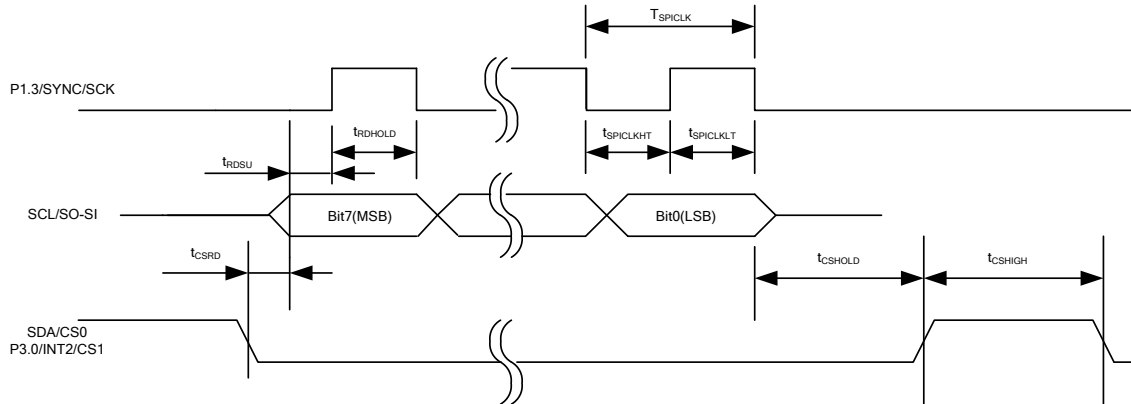 TSPICLK
P1.3/SYNC/SCK
tRDHOLD
tSPICLKHT
tSPICLKLT
tRDSU
SCL/SO-SI
Bit7(MSB)
Bit0(LSB)
tCSRD
tCSHOLD
tCSHIGH
SDA/CS0
P3.0/INT2/CS1